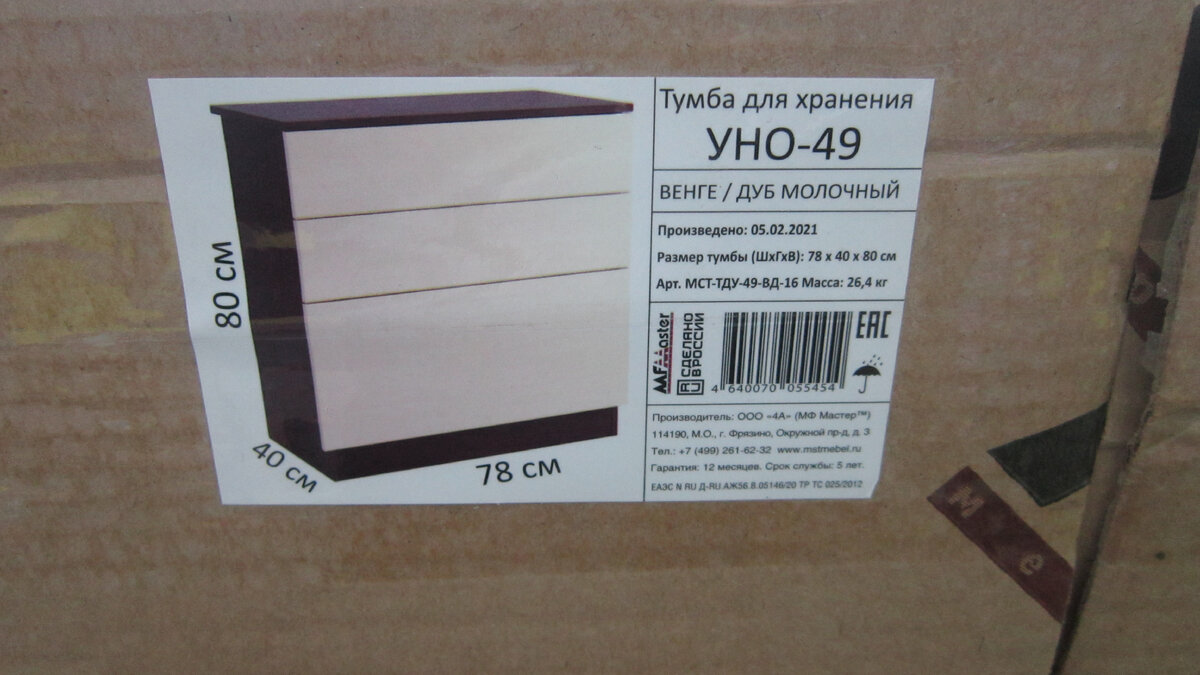 Тумба для хранения
УНО-49
ВЕНГЕ / ДУБ МОЛОЧНЫЙ
Произведено: 05.02.2021
Размер тумбы (ШхГхВ): 78 х 40 х 80 см
Арт. МСТ-ТДУ-49-ВД-16 Масса: 26,4 кг
80 см
40 см
78 см
MFMaster
СДЕЛАНО
В РОССИИ
EAC
4 640070 055454
Производитель: ООО «4А» (МФ Мастер™)
114190, М.О., г. Фрязино, Окружной пр-д, д. 3
Тел.: +7 (499) 261-62-32 www.mstmebel.ru
Гарантия: 12 месяцев. Срок службы: 5 лет.
ЕАЭС N RU Д-RU.АЖ56.В.05146/20 ТР ТС 025/2012